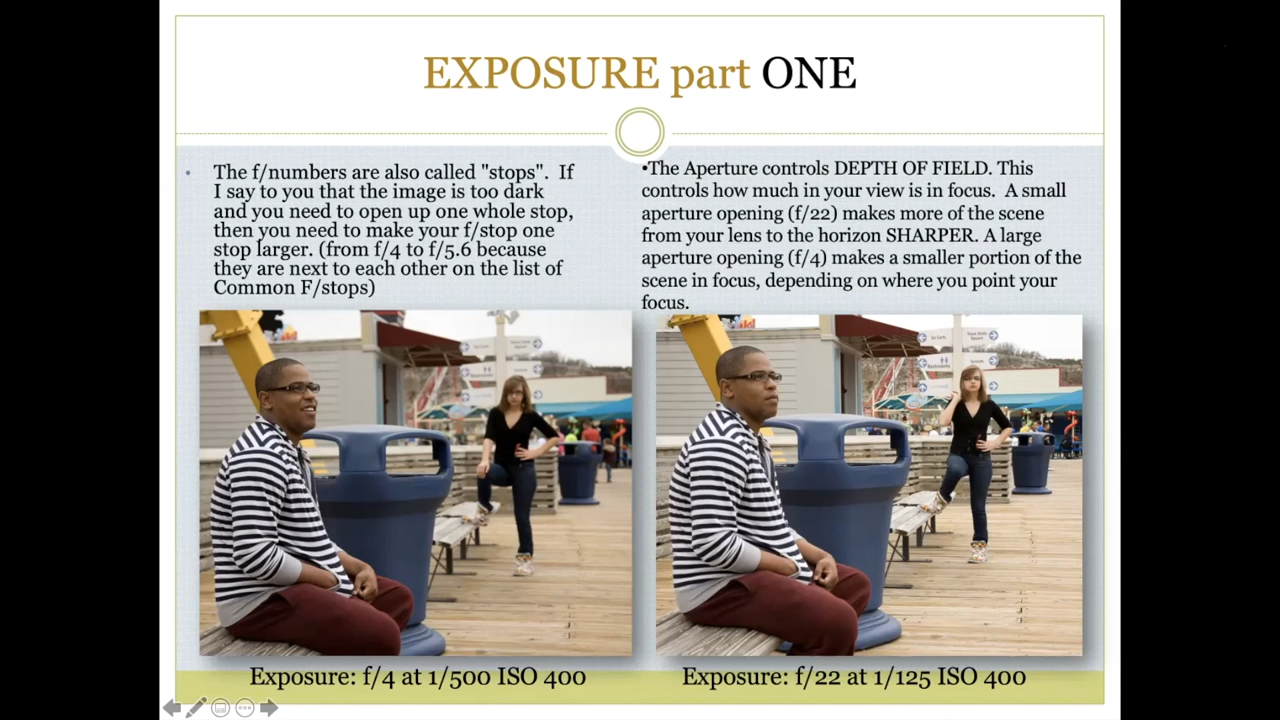 EXPOSURE part ONE
The f/numbers are also called "stops". If
I say to you that the image is too dark
and you need to open up one whole stop,
then you need to make your f/stop one
stop larger. (from f/4 to f/5.6 because
they are next to each other on the list of
Common F/stops)
•The Aperture controls DEPTH OF FIELD. This
controls how much in your view is in focus. A small
aperture opening (f/22) makes more of the scene
from your lens to the horizon SHARPER. A large
aperture opening (f/4) makes a smaller portion of the
scene in focus, depending on where you point your
focus.
Restrooms
Restrooms
Exposure: f/4 at 1/500 ISO 400
Exposure: f/22 at 1/125 ISO 400